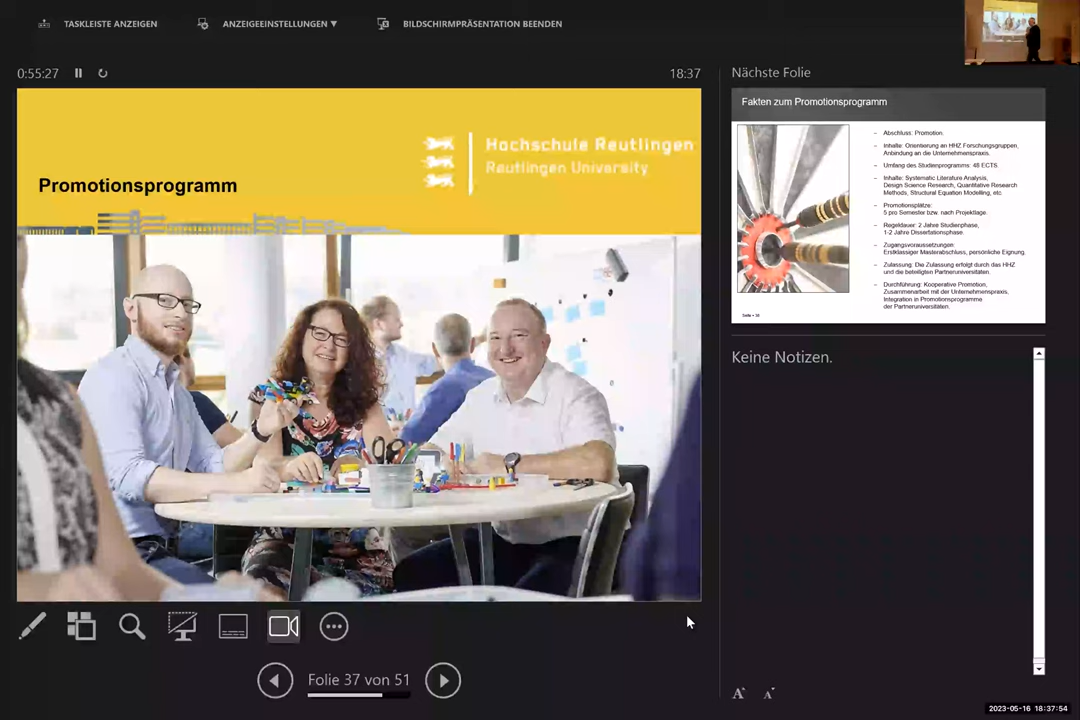 TASKLEISTE ANZEIGEN
ANZEIGEEINSTELLUNGEN ▼
BILDSCHIRMPRÄSENTATION BEENDEN
0:55:27
18:37
Hochschule Reutlingen
Reutlingen University
Promotionsprogramm
Folie 37 von 51
Nächste Folie
Fakten zum Promotionsprogramm
– Abschluss: Promotion.
– Inhalte: Orientierung an HHZ Forschungsgruppen,
Anbindung an die Unternehmenspraxis.
– Umfang des Studienprogramms: 48 ECTS.
– Inhalte: Systematic Literature Analysis,
Design Science Research, Quantitative Research
Methods, Structural Equation Modelling, etc.
– Promotionsplätze:
5 pro Semester bzw. nach Projektlage.
– Regeldauer: 2 Jahre Studienphase,
1-2 Jahre Dissertationsphase.
– Zugangsvoraussetzungen:
Erstklassiger Masterabschluss, persönliche Eignung.
– Zulassung: Die Zulassung erfolgt durch das HHZ
und die beteiligten Partneruniversitäten.
– Durchführung: Kooperative Promotion,
Zusammenarbeit mit der Unternehmenspraxis,
Integration in Promotionsprogramme
der Partneruniversitäten.
Keine Notizen.
A A
2023-05-16 18:37:54